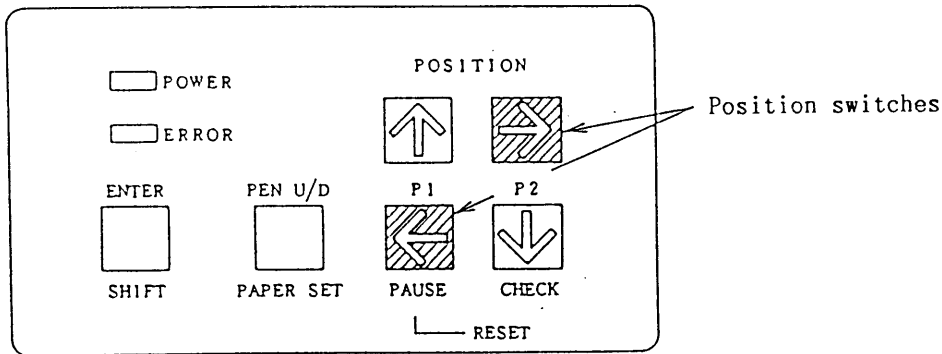 POSITION
POWER
ERROR
Position switches
ENTER PEN U/D P1 P2
SHIFT PAPER SET PAUSE CHECK
RESET